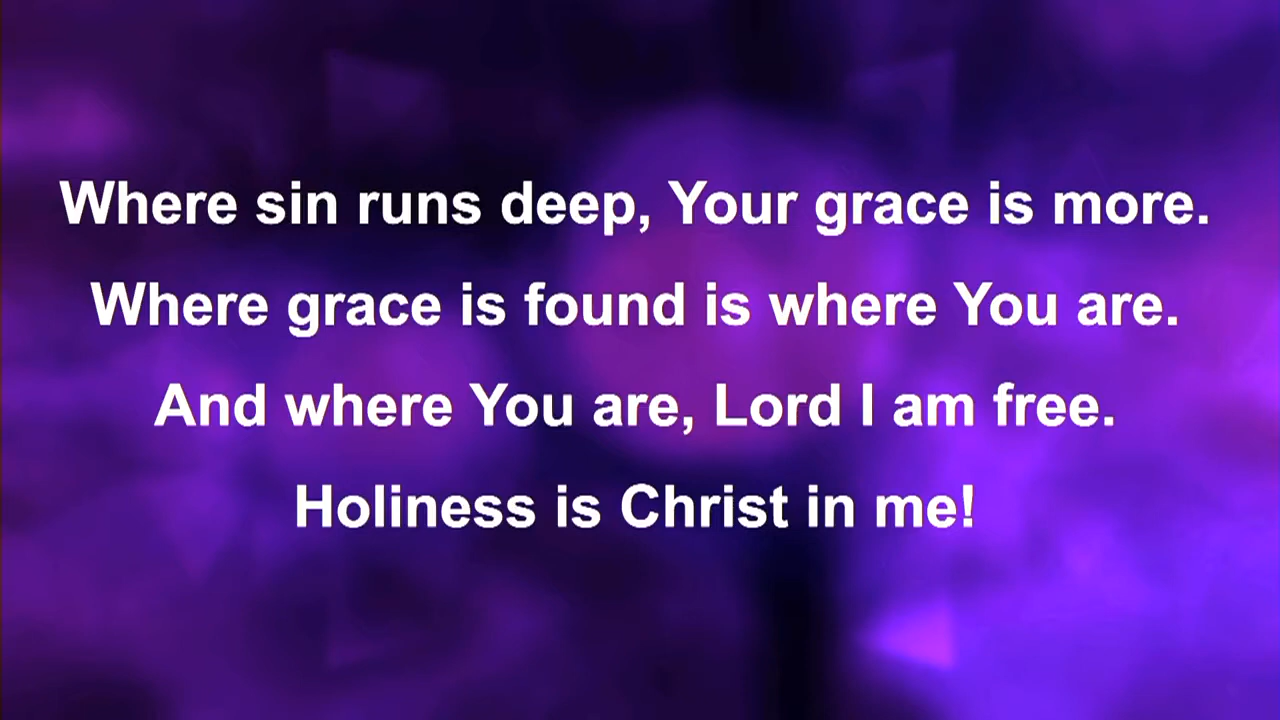 Where sin runs deep, Your grace is more.
Where grace is found is where You are.
And where You are, Lord I am free.
Holiness is Christ in me!